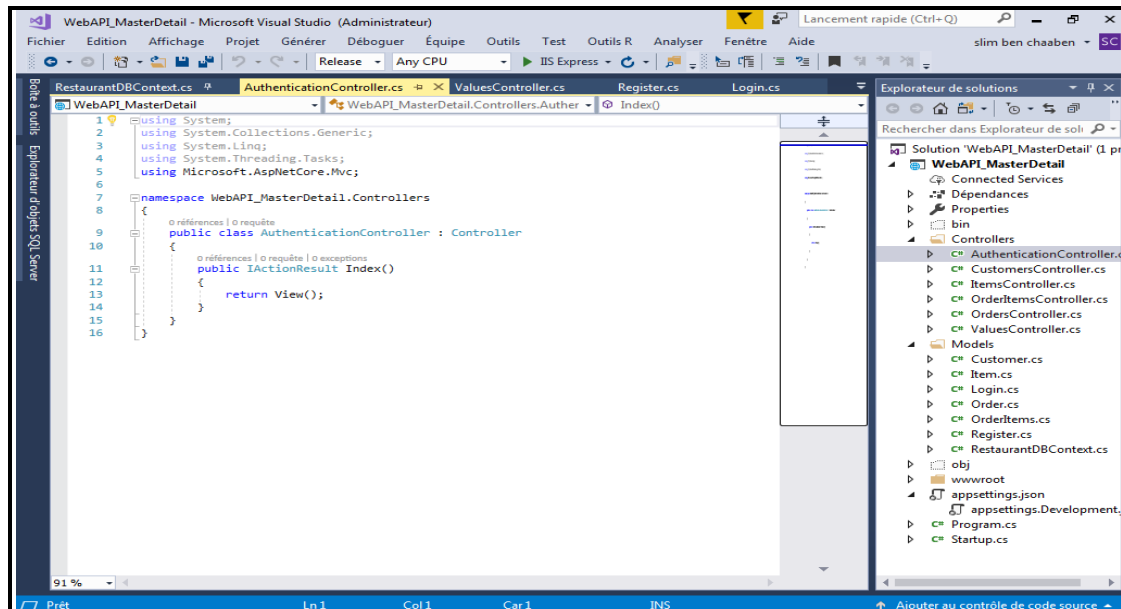 WebAPI_MasterDetail - Microsoft Visual Studio (Administrateur)
Lancement rapide (Ctrl+Q)
Fichier Edition Affichage Projet Générer Déboguer Équipe Outils Test Outils R Analyser Fenêtre Aide
slim ben chaaben SC
Release Any CPU IIS Express
Boîte à outils
Explorateur d'objets SQL Server
RestaurantDBContext.cs AuthenticationController.cs ValuesController.cs Register.cs Login.cs
WebAPI_MasterDetail WebAPI_MasterDetail.Controllers.Auther Index()
1 using System;
2 using System.Collections.Generic;
3 using System.Linq;
4 using System.Threading.Tasks;
5 using Microsoft.AspNetCore.Mvc;
6
7 namespace WebAPI_MasterDetail.Controllers
8 {
0 références | 0 requête
9 public class AuthenticationController : Controller
10 {
0 références | 0 requête | 0 exceptions
11 public IActionResult Index()
12 {
13 return View();
14 }
15 }
16 }
91 %
Explorateur de solutions
Rechercher dans Explorateur de solu
Solution 'WebAPI_MasterDetail' (1 pr
WebAPI_MasterDetail
Connected Services
Dépendances
Properties
bin
Controllers
C# AuthenticationController.c
C# CustomersController.cs
C# ItemsController.cs
C# OrderItemsController.cs
C# OrdersController.cs
C# ValuesController.cs
Models
C# Customer.cs
C# Item.cs
C# Login.cs
C# Order.cs
C# OrderItems.cs
C# Register.cs
C# RestaurantDBContext.cs
obj
wwwroot
appsettings.json
appsettings.Development.
C# Program.cs
C# Startup.cs
Prêt Ln 1 Col 1 Car 1 INS Ajouter au contrôle de code source